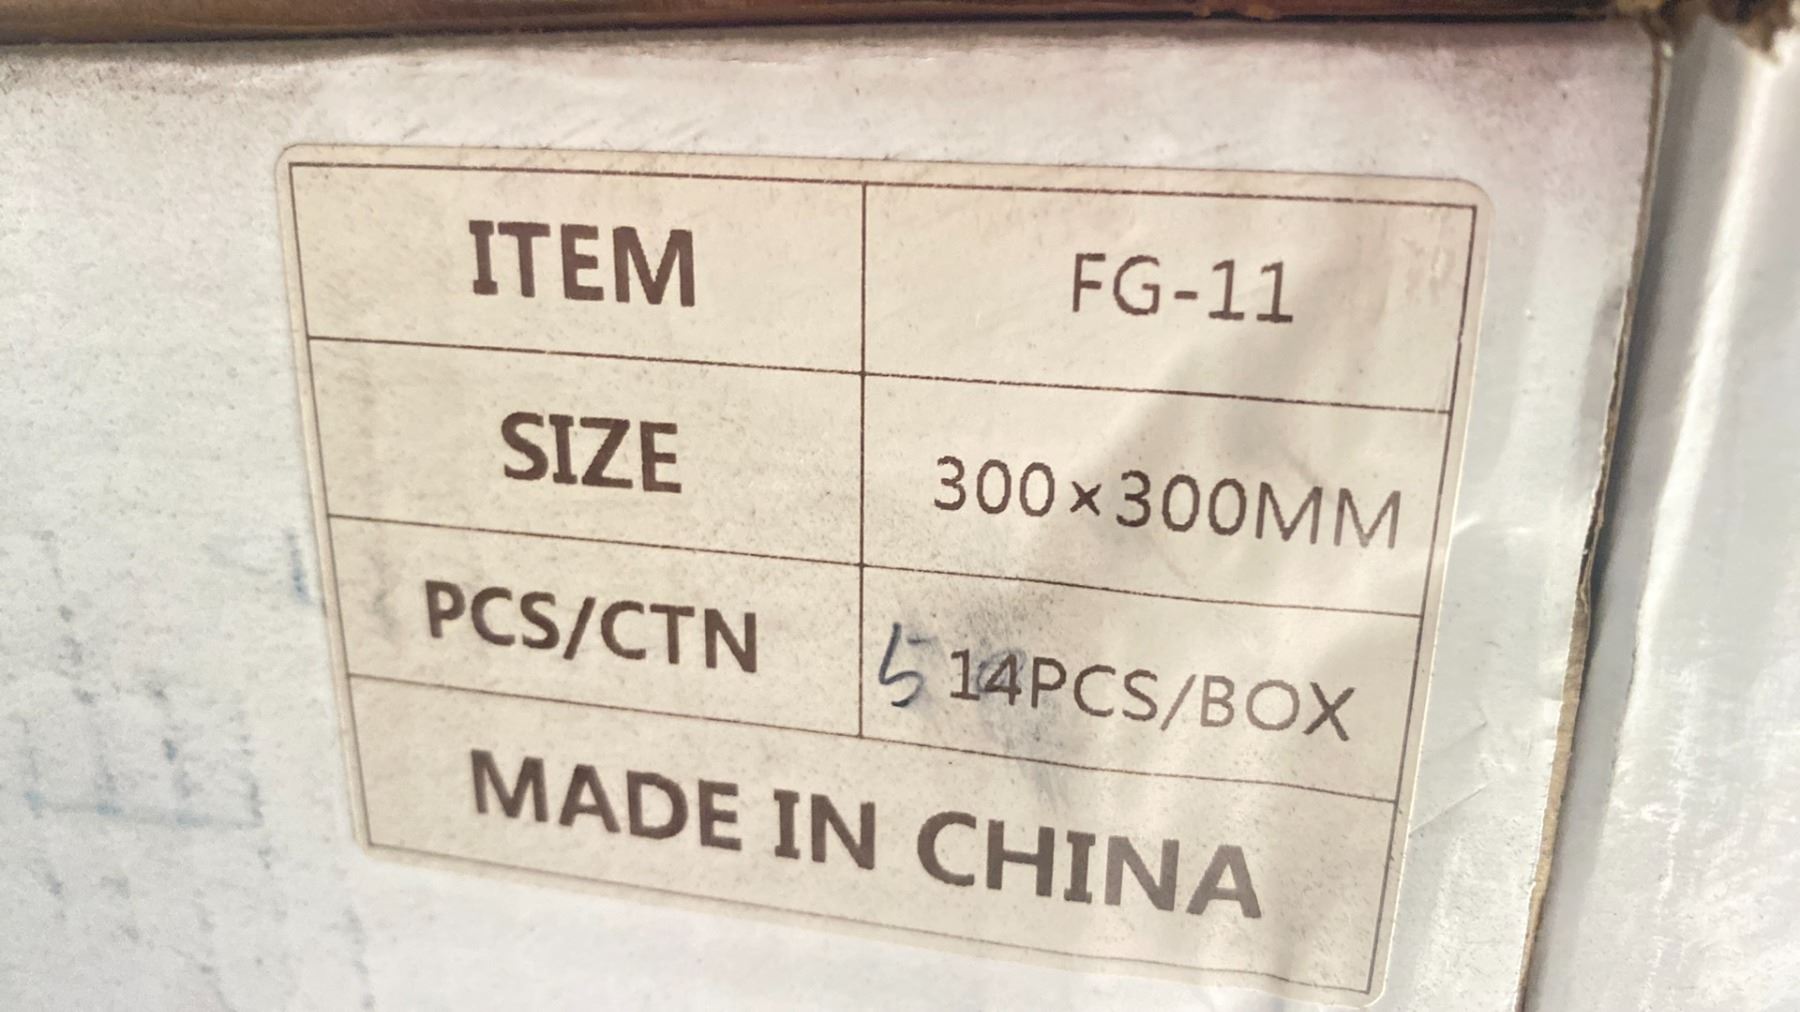 ITEM FG-11
SIZE 300×300MM
PCS/CTN 5 14PCS/BOX
MADE IN CHINA